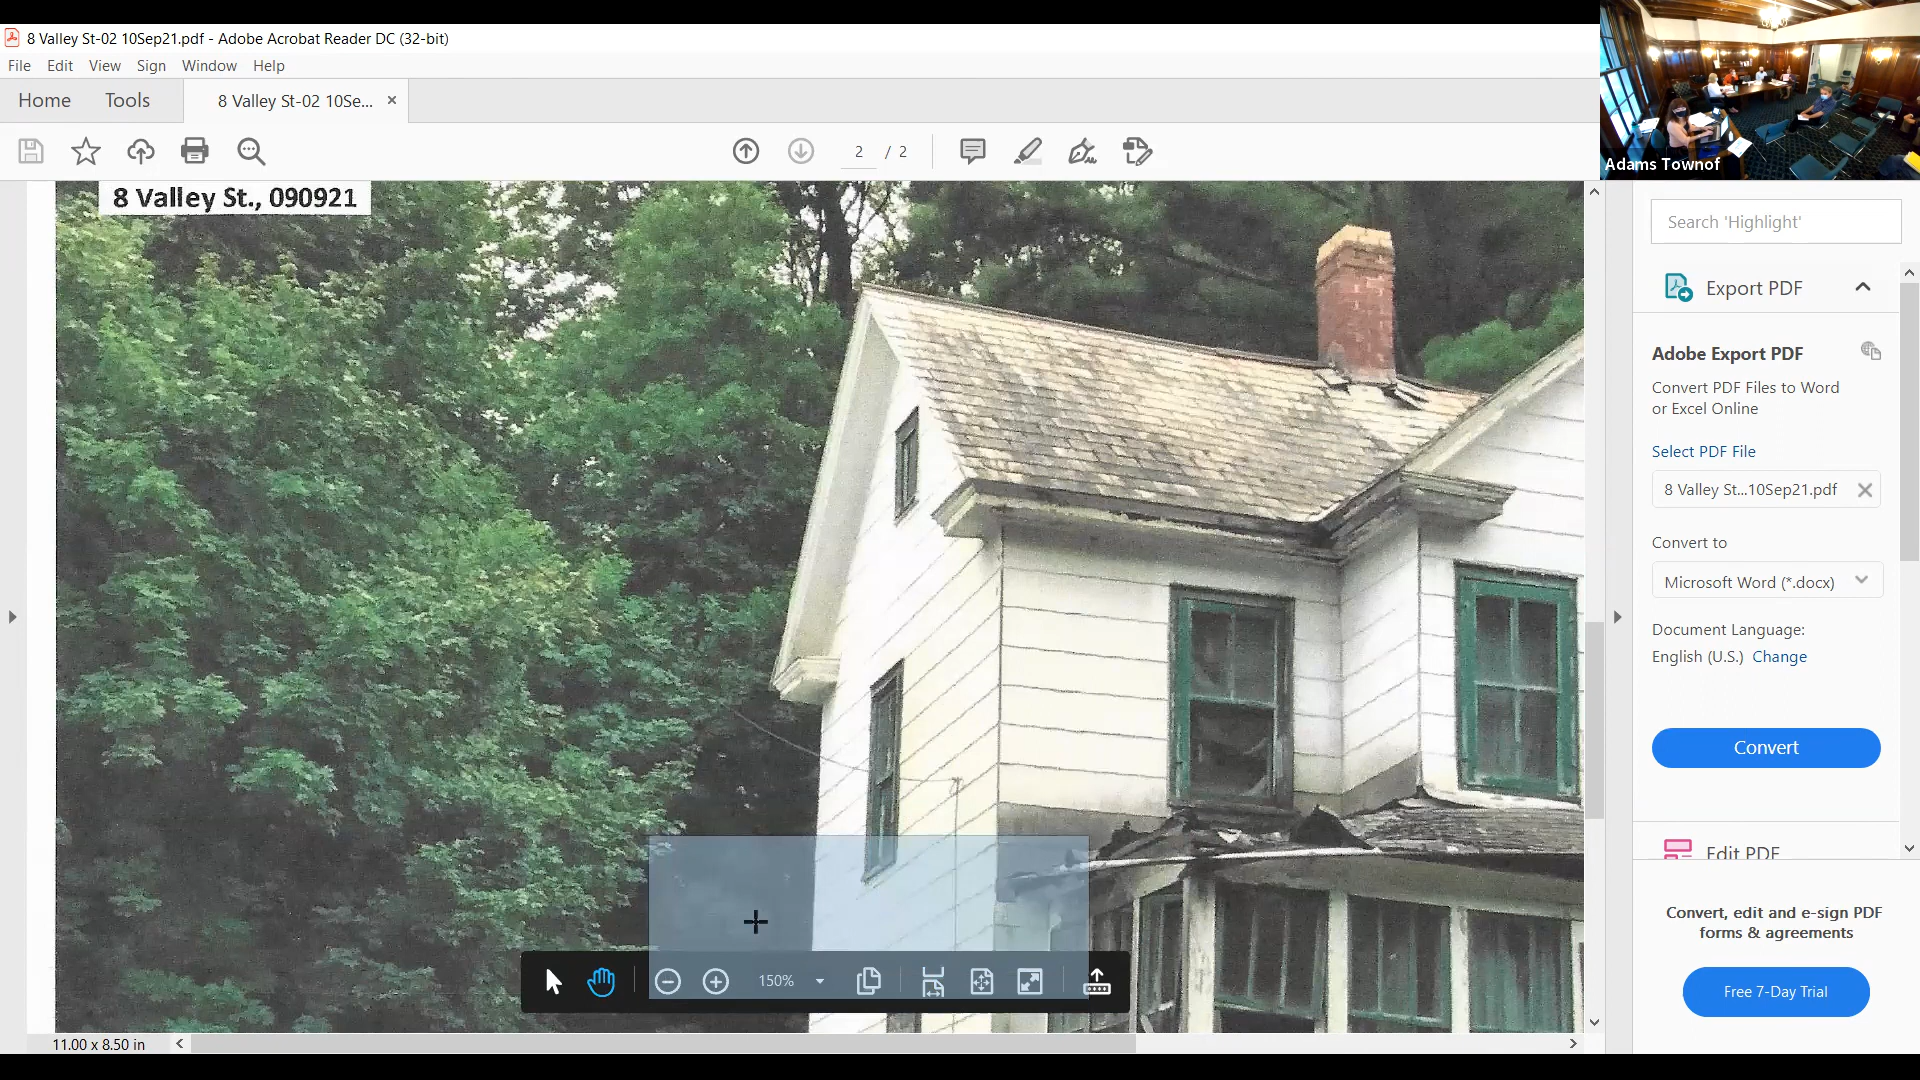 8 Valley St-02 10Sep21.pdf - Adobe Acrobat Reader DC (32-bit)
File Edit View Sign Window Help
Home Tools 8 Valley St-02 10Se... ×
2 / 2
Adams Townof
8 Valley St., 090921
Search 'Highlight'
Export PDF
Adobe Export PDF
Convert PDF Files to Word
or Excel Online
Select PDF File
8 Valley St...10Sep21.pdf
Convert to
Microsoft Word (*.docx)
Document Language:
English (U.S.) Change
Convert
Edit PDF
Convert, edit and e-sign PDF
forms & agreements
Free 7-Day Trial
150%
11.00 x 8.50 in